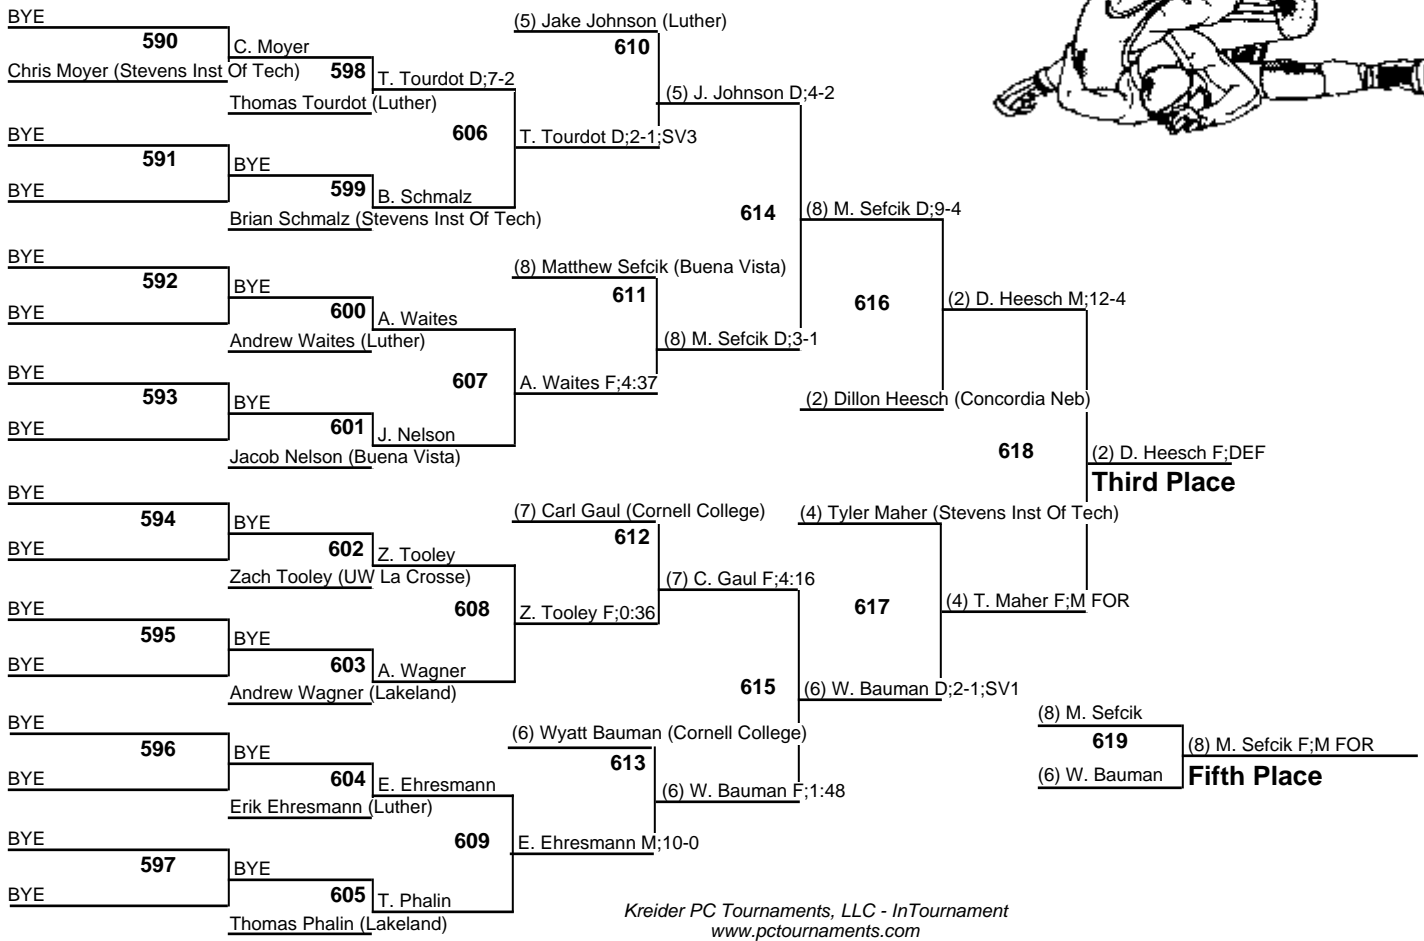 BYE
590
Chris Moyer (Stevens Inst Of Tech)
C. Moyer
598
Thomas Tourdot (Luther)
T. Tourdot D;7-2
BYE
591
BYE
BYE
599
Brian Schmalz (Stevens Inst Of Tech)
B. Schmalz
606
T. Tourdot D;2-1;SV3
(5) Jake Johnson (Luther)
610
(5) J. Johnson D;4-2
BYE
592
BYE
BYE
600
Andrew Waites (Luther)
A. Waites
BYE
593
BYE
BYE
601
Jacob Nelson (Buena Vista)
J. Nelson
607
A. Waites F;4:37
(8) Matthew Sefcik (Buena Vista)
611
(8) M. Sefcik D;3-1
614
(8) M. Sefcik D;9-4
616
(2) Dillon Heesch (Concordia Neb)
(2) D. Heesch M;12-4
BYE
594
BYE
BYE
602
Zach Tooley (UW La Crosse)
Z. Tooley
BYE
595
BYE
BYE
603
Andrew Wagner (Lakeland)
A. Wagner
608
Z. Tooley F;0:36
(7) Carl Gaul (Cornell College)
612
(7) C. Gaul F;4:16
BYE
596
BYE
BYE
604
Erik Ehresmann (Luther)
E. Ehresmann
BYE
597
BYE
BYE
605
Thomas Phalin (Lakeland)
T. Phalin
609
E. Ehresmann M;10-0
(6) Wyatt Bauman (Cornell College)
613
(6) W. Bauman F;1:48
615
(6) W. Bauman D;2-1;SV1
(4) Tyler Maher (Stevens Inst Of Tech)
617
(4) T. Maher F;M FOR
618
(2) D. Heesch F;DEF
Third Place
(8) M. Sefcik
619
(6) W. Bauman
(8) M. Sefcik F;M FOR
Fifth Place
Kreider PC Tournaments, LLC - InTournament
www.pctournaments.com